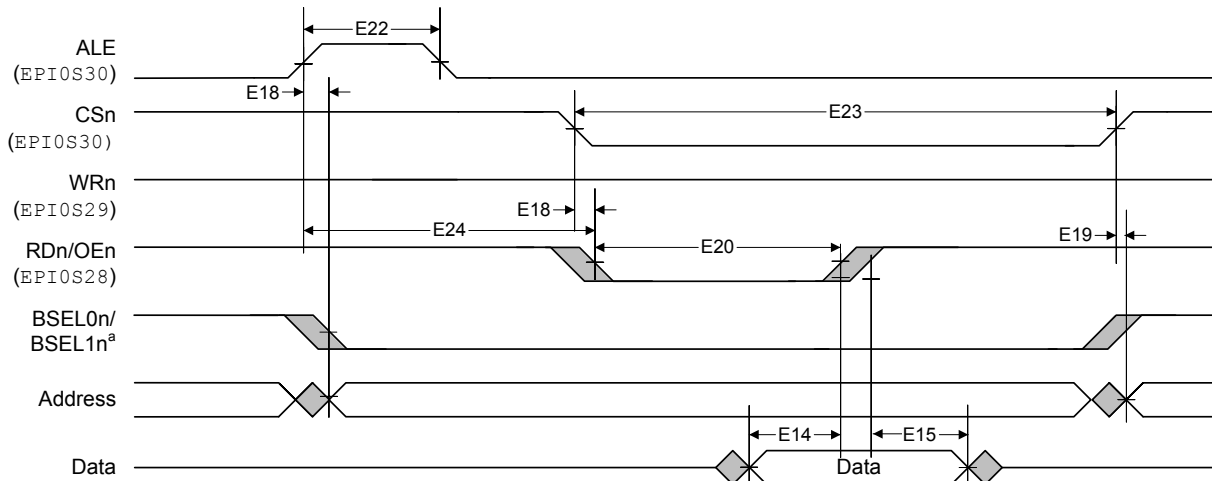 E22
ALE
(EPI0S30)
E18
CSn
E23
(EPI0S30)
WRn
(EPI0S29)
E18
E24
E19
RDn/OEn
E20
(EPI0S28)
BSEL0n/
BSEL1nᵃ
Address
E14
E15
Data
Data